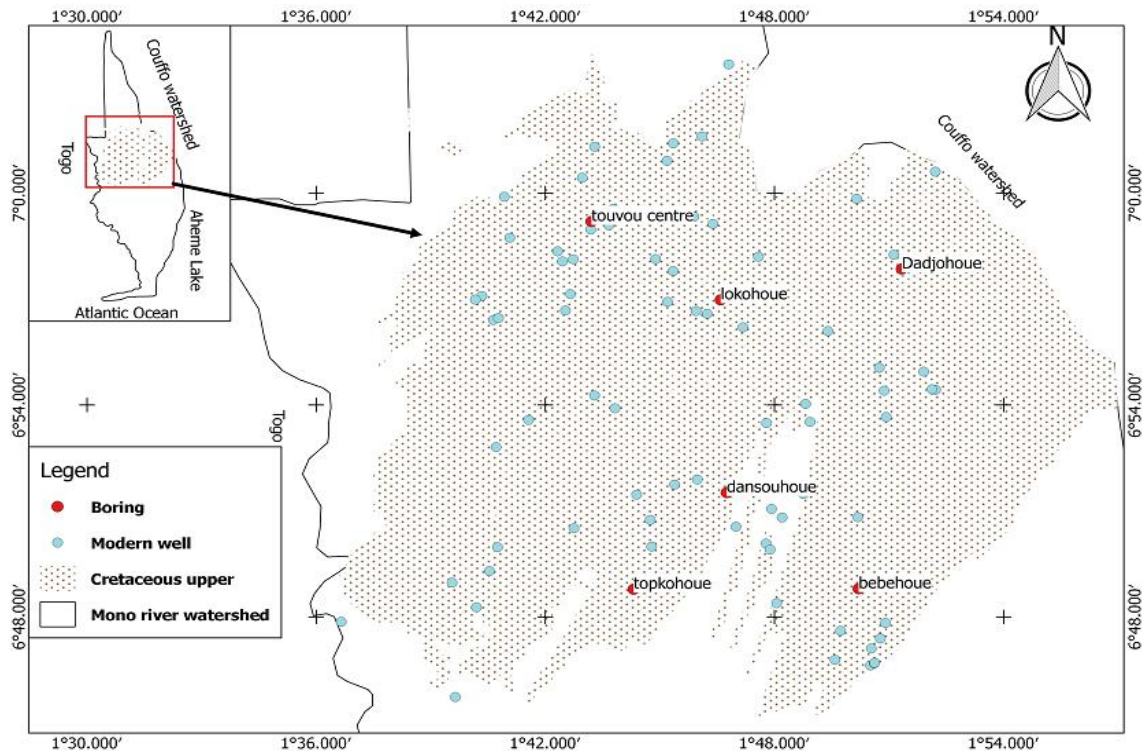 1°30.000' 1°36.000' 1°42.000' 1°48.000' 1°54.000'
N
Couffo watershed
Togo
Aheme Lake
Atlantic Ocean
Couffo watershed
7°0.000'
7°0.000'
touvou centre
Dadjohoue
lokohoue
6°54.000'
6°54.000'
Togo
Legend
Boring
Modern well
Cretaceous upper
Mono river watershed
dansouhoue
topkohoue
bebehoue
6°48.000'
6°48.000'
1°30.000' 1°36.000' 1°42.000' 1°48.000' 1°54.000'